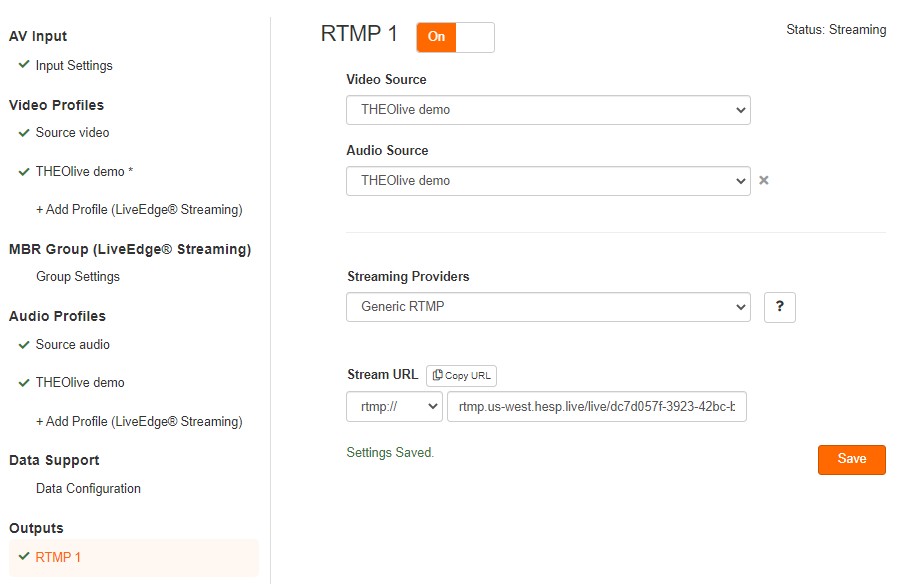 AV Input
Input Settings
Video Profiles
Source video
THEOlive demo *
+ Add Profile (LiveEdge® Streaming)
MBR Group (LiveEdge® Streaming)
Group Settings
Audio Profiles
Source audio
THEOlive demo
+ Add Profile (LiveEdge® Streaming)
Data Support
Data Configuration
Outputs
RTMP 1
RTMP 1 On
Status: Streaming
Video Source
THEOlive demo
Audio Source
THEOlive demo
Streaming Providers
Generic RTMP
?
Stream URL Copy URL
rtmp:// rtmp.us-west.hesp.live/live/dc7d057f-3923-42bc-b
Settings Saved.
Save